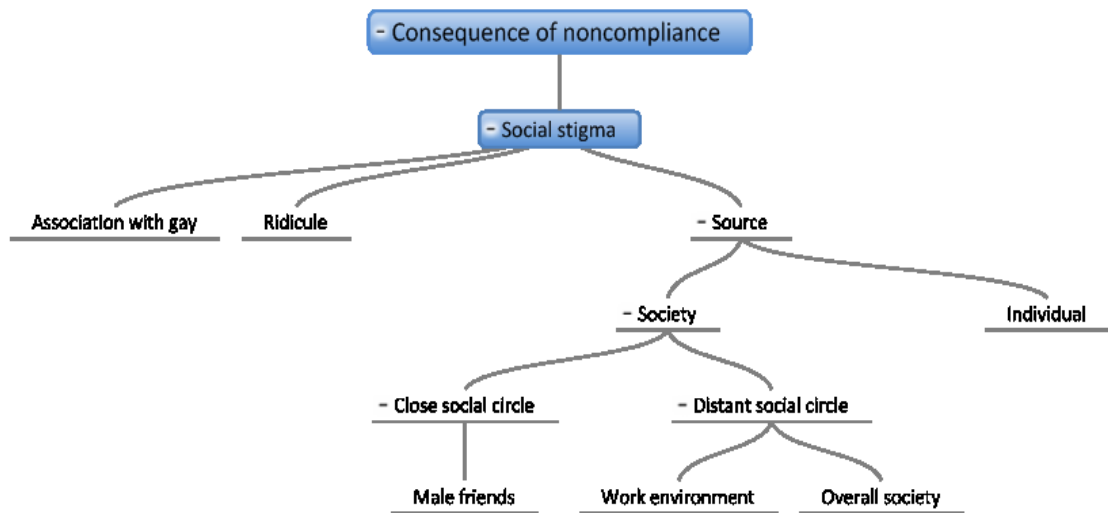 - Consequence of noncompliance
- Social stigma
Association with gay
Ridicule
- Source
- Society
Individual
- Close social circle
- Distant social circle
Male friends
Work environment
Overall society